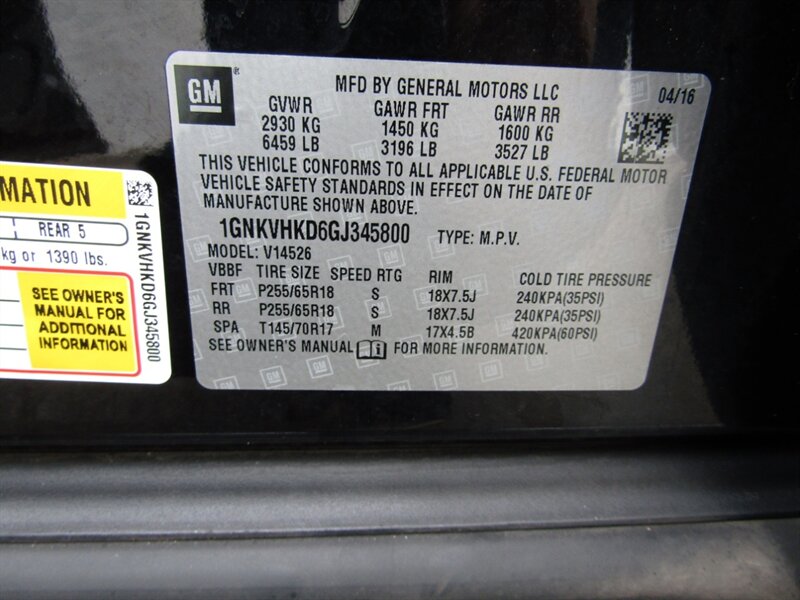 GM
MFD BY GENERAL MOTORS LLC
04/16
GVWR GAWR FRT GAWR RR
2930 KG 1450 KG 1600 KG
6459 LB 3196 LB 3527 LB
THIS VEHICLE CONFORMS TO ALL APPLICABLE U.S. FEDERAL MOTOR
VEHICLE SAFETY STANDARDS IN EFFECT ON THE DATE OF
MANUFACTURE SHOWN ABOVE.
1GNKVHKD6GJ345800 TYPE: M.P.V.
MODEL: V14526
VBBF TIRE SIZE SPEED RTG RIM COLD TIRE PRESSURE
FRT P255/65R18 S 18X7.5J 240KPA(35PSI)
RR P255/65R18 S 18X7.5J 240KPA(35PSI)
SPA T145/70R17 M 17X4.5B 420KPA(60PSI)
SEE OWNER'S MANUAL FOR MORE INFORMATION.
MATION
REAR 5
kg or 1390 lbs.
SEE OWNER'S
MANUAL FOR
ADDITIONAL
INFORMATION
1GNKVHKD6GJ345800